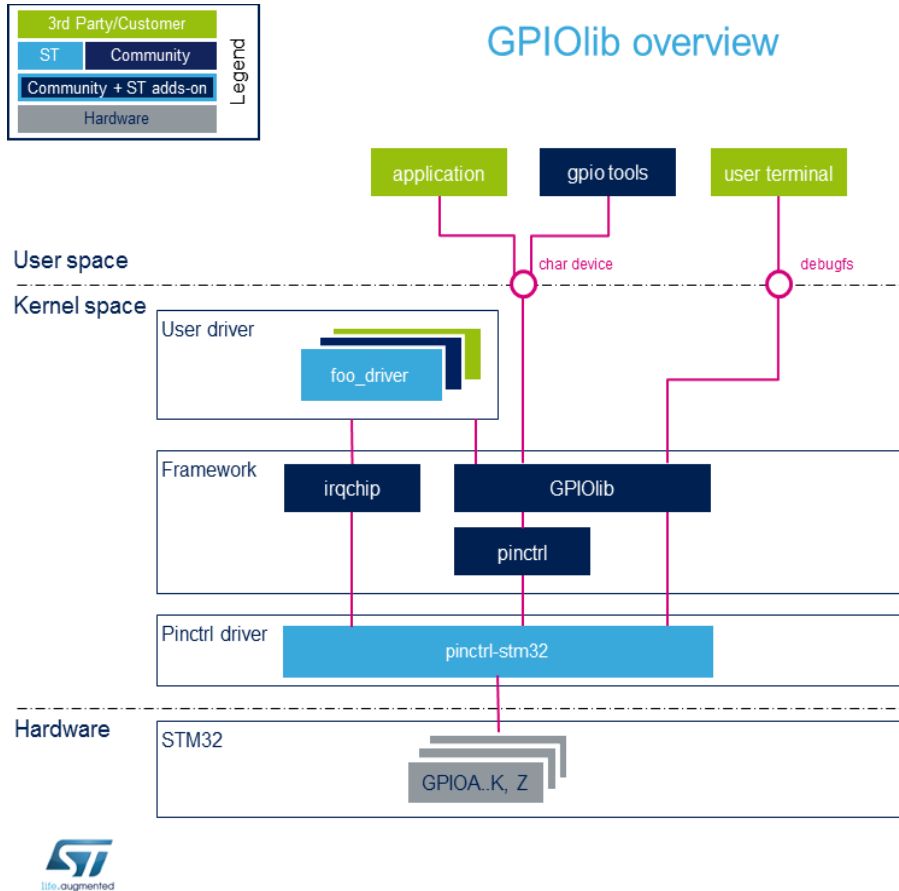 3rd Party/Customer
ST
Community
Community + ST adds-on
Hardware
Legend
GPIOlib overview
application
gpio tools
user terminal
User space
char device
debugfs
Kernel space
User driver
foo_driver
Framework
irqchip
GPIOlib
pinctrl
Pinctrl driver
pinctrl-stm32
Hardware
STM32
GPIOA..K, Z
ST
life.augmented